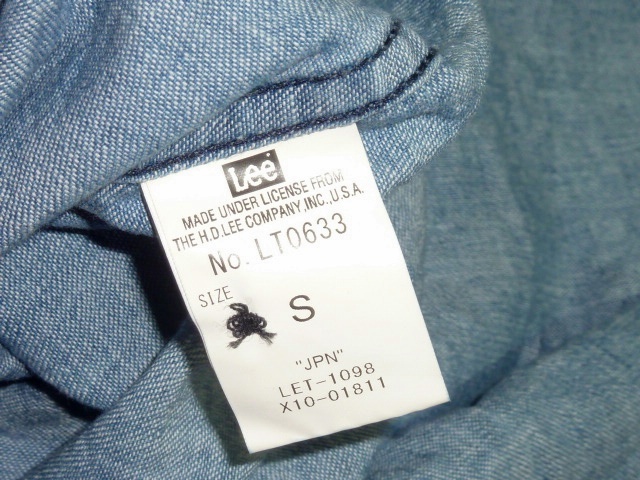 Lee
MADE UNDER LICENSE FROM
THE H.D.LEE COMPANY,INC.,U.S.A.
No. LT0633
SIZE
S
"JPN"
LET-1098
X10-01811